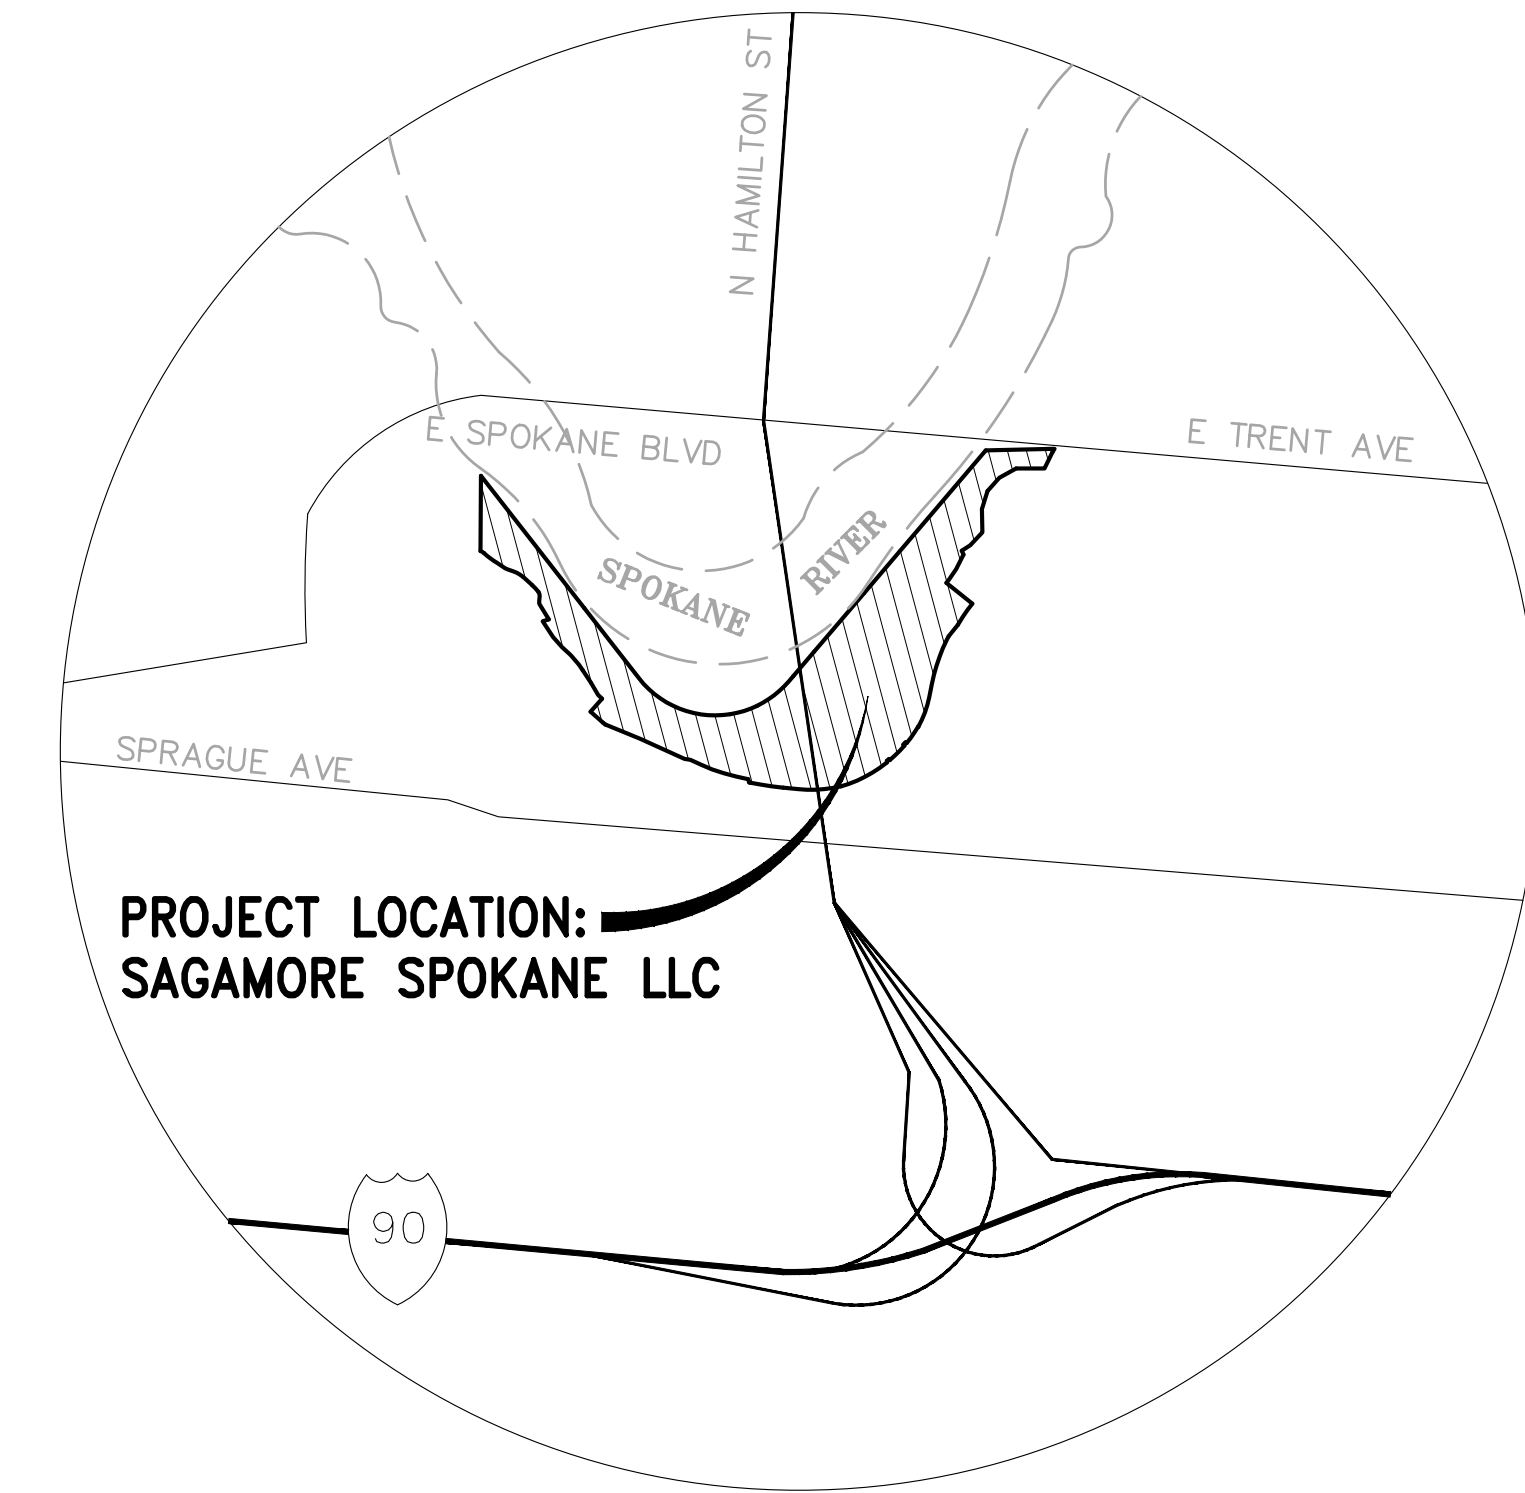 N HAMILTON ST
E SPOKANE BLVD
E TRENT AVE
SPOKANE RIVER
SPRAGUE AVE
PROJECT LOCATION:
SAGAMORE SPOKANE LLC
90